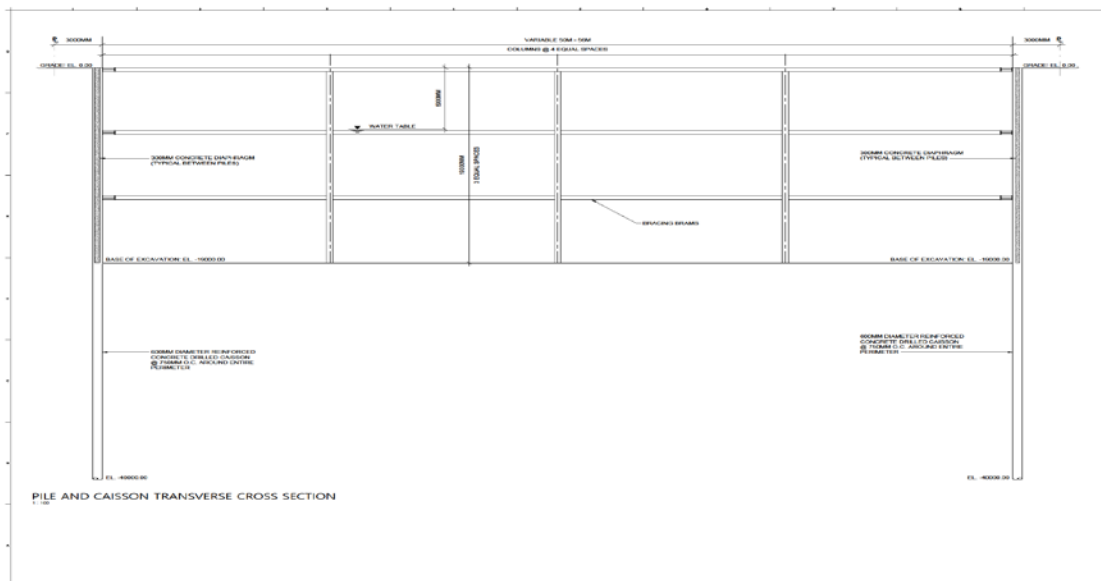 3000MM
VARIABLE 50M - 56M
3000MM
COLUMNS @ 4 EQUAL SPACES
GRADE: EL. 0.00
GRADE: EL. 0.00
WATER TABLE
3 EQUAL SPACES
300MM CONCRETE DIAPHRAGM
(TYPICAL BETWEEN PILES)
300MM CONCRETE DIAPHRAGM
(TYPICAL BETWEEN PILES)
BRACING BEAMS
BASE OF EXCAVATION: EL. -19000.00
BASE OF EXCAVATION: EL. -19000.00
600MM DIAMETER REINFORCED
CONCRETE DRILLED CAISSON
@ 750MM O.C. AROUND ENTIRE
PERIMETER
600MM DIAMETER REINFORCED
CONCRETE DRILLED CAISSON
@ 750MM O.C. AROUND ENTIRE
PERIMETER
EL. -40000.00
EL. -40000.00
PILE AND CAISSON TRANSVERSE CROSS SECTION